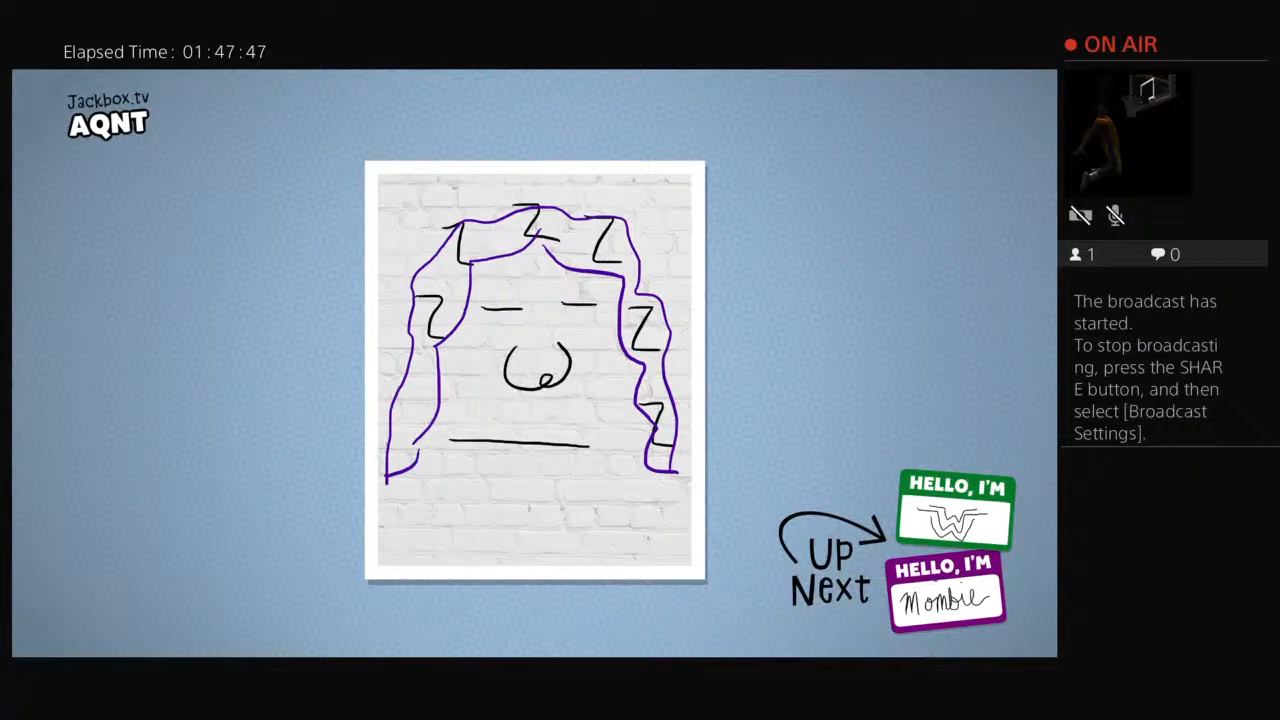 Elapsed Time: 01:47:47
ON AIR
Jackbox.tv
AQNT
1
0
The broadcast has
started.
To stop broadcasti
ng, press the SHAR
E button, and then
select [Broadcast
Settings].
Z
Z
Z
Z
Z
Z
Up
Next
HELLO, I'M
W
HELLO, I'M
Mombie